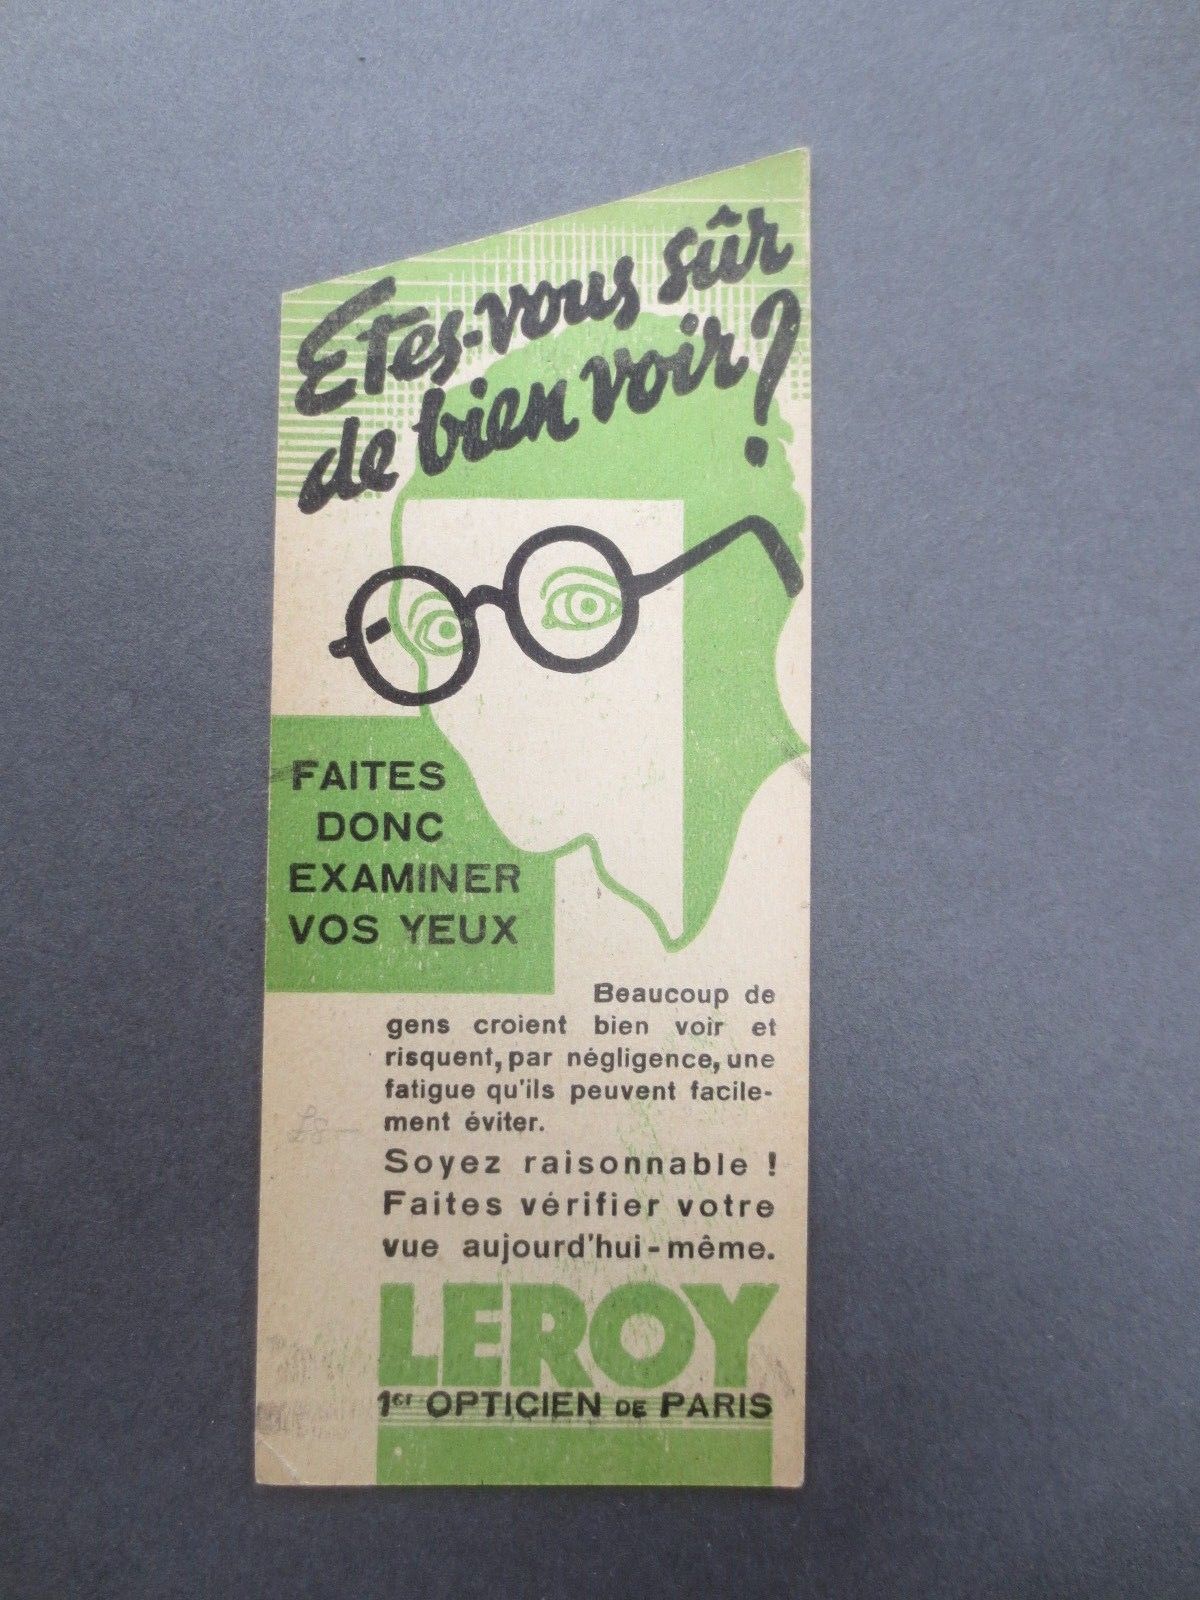 Etes-vous sûr
de bien voir?
FAITES
DONC
EXAMINER
VOS YEUX
Beaucoup de
gens croient bien voir et
risquent, par négligence, une
fatigue qu'ils peuvent facile-
ment éviter.
Soyez raisonnable !
Faites vérifier votre
vue aujourd'hui-même.
LEROY
1er OPTICIEN DE PARIS